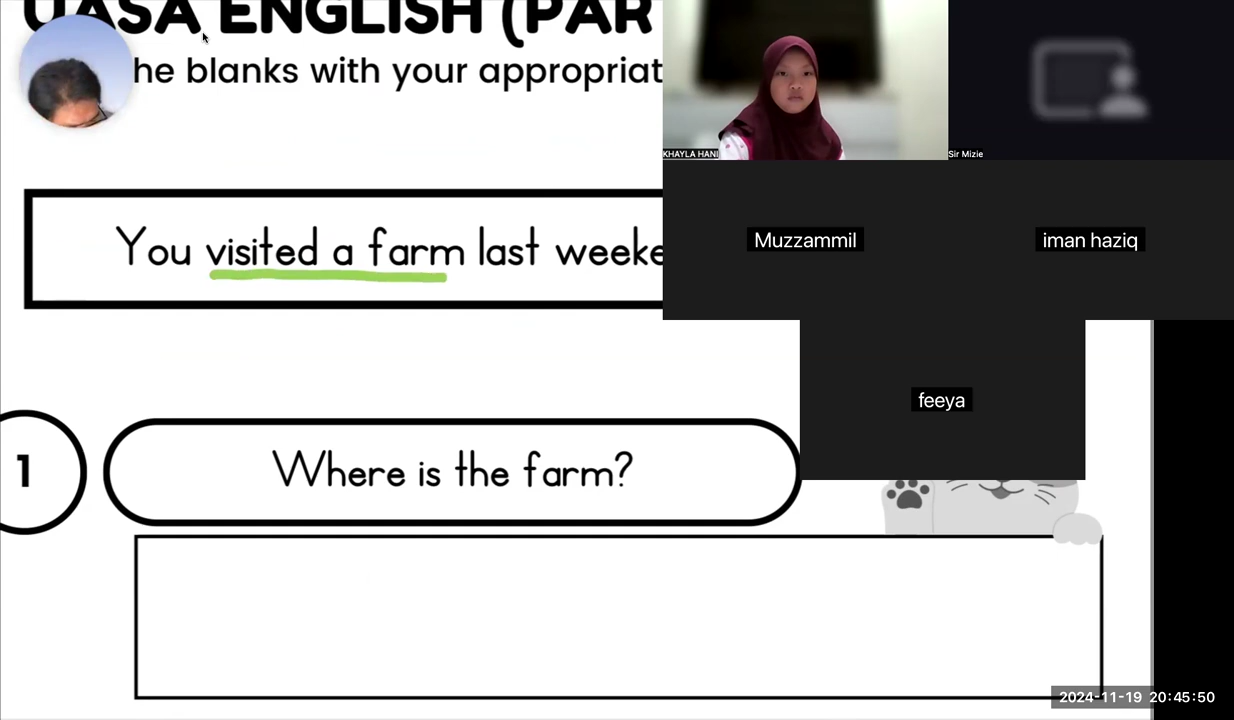 UASA ENGLISH (PAR
he blanks with your appropriat
KHAYLA HANI
Sir Mizie
You visited a farm last weeke
Muzzammil
iman haziq
feeya
1
Where is the farm?
2024-11-19 20:45:50